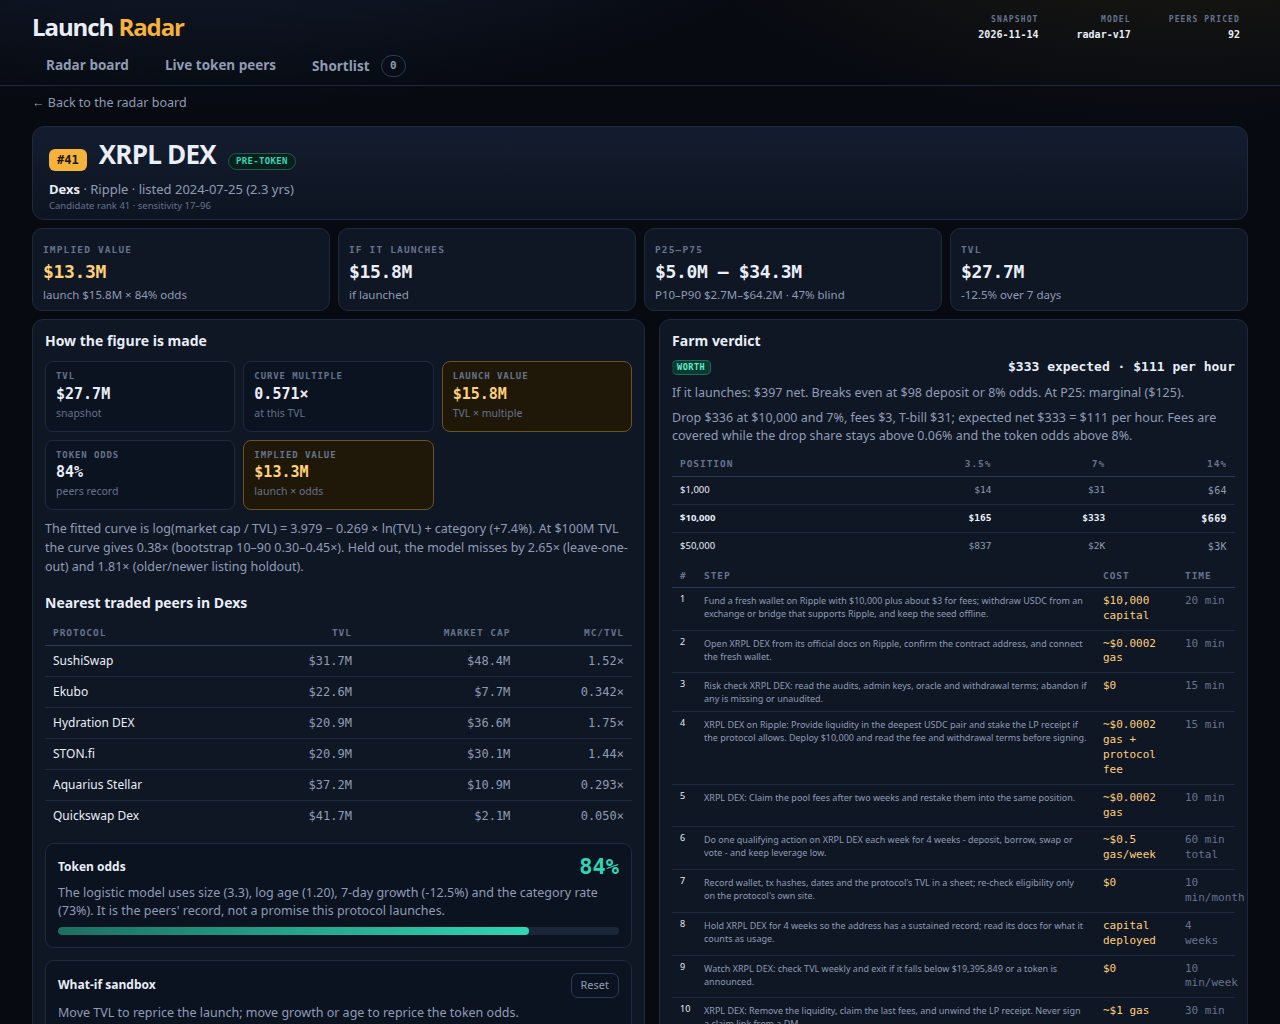 Launch Radar
SNAPSHOT
2026-11-14
MODEL
radar-v17
PEERS PRICED
92
Radar board
Live token peers
Shortlist 0
← Back to the radar board
#41 XRPL DEX PRE-TOKEN
Dexs · Ripple · listed 2024-07-25 (2.3 yrs)
Candidate rank 41 · sensitivity 17–96
IMPLIED VALUE
$13.3M
launch $15.8M × 84% odds
IF IT LAUNCHES
$15.8M
if launched
P25–P75
$5.0M – $34.3M
P10–P90 $2.7M–$64.2M · 47% blind
TVL
$27.7M
-12.5% over 7 days
How the figure is made
TVL
$27.7M
snapshot
CURVE MULTIPLE
0.571×
at this TVL
LAUNCH VALUE
$15.8M
TVL × multiple
TOKEN ODDS
84%
peers record
IMPLIED VALUE
$13.3M
launch × odds
The fitted curve is log(market cap / TVL) = 3.979 − 0.269 × ln(TVL) + category (+7.4%). At $100M TVL
the curve gives 0.38× (bootstrap 10–90 0.30–0.45×). Held out, the model misses by 2.65× (leave-one-
out) and 1.81× (older/newer listing holdout).
Nearest traded peers in Dexs
PROTOCOL TVL MARKET CAP MC/TVL
SushiSwap $31.7M $48.4M 1.52×
Ekubo $22.6M $7.7M 0.342×
Hydration DEX $20.9M $36.6M 1.75×
STON.fi $20.9M $30.1M 1.44×
Aquarius Stellar $37.2M $10.9M 0.293×
Quickswap Dex $41.7M $2.1M 0.050×
Token odds 84%
The logistic model uses size (3.3), log age (1.20), 7-day growth (-12.5%) and the category rate
(73%). It is the peers' record, not a promise this protocol launches.
What-if sandbox Reset
Move TVL to reprice the launch; move growth or age to reprice the token odds.
Farm verdict
WORTH $333 expected · $111 per hour
If it launches: $397 net. Breaks even at $98 deposit or 8% odds. At P25: marginal ($125).
Drop $336 at $10,000 and 7%, fees $3, T-bill $31; expected net $333 = $111 per hour. Fees are
covered while the drop share stays above 0.06% and the token odds above 8%.
POSITION 3.5% 7% 14%
$1,000 $14 $31 $64
$10,000 $165 $333 $669
$50,000 $837 $2K $3K
# STEP COST TIME
1 Fund a fresh wallet on Ripple with $10,000 plus about $3 for fees; withdraw USDC from an $10,000 20 min
exchange or bridge that supports Ripple, and keep the seed offline. capital
2 Open XRPL DEX from its official docs on Ripple, confirm the contract address, and connect ~$0.0002 10 min
the fresh wallet. gas
3 Risk check XRPL DEX: read the audits, admin keys, oracle and withdrawal terms; abandon if $0 15 min
any is missing or unaudited.
4 XRPL DEX on Ripple: Provide liquidity in the deepest USDC pair and stake the LP receipt if ~$0.0002 15 min
the protocol allows. Deploy $10,000 and read the fee and withdrawal terms before signing. gas +
protocol
fee
5 XRPL DEX: Claim the pool fees after two weeks and restake them into the same position. ~$0.0002 10 min
gas
6 Do one qualifying action on XRPL DEX each week for 4 weeks - deposit, borrow, swap or ~$0.5 60 min
vote - and keep leverage low. gas/week total
7 Record wallet, tx hashes, dates and the protocol's TVL in a sheet; re-check eligibility only $0 10
on the protocol's own site. min/month
8 Hold XRPL DEX for 4 weeks so the address has a sustained record; read its docs for what it capital 4
counts as usage. deployed weeks
9 Watch XRPL DEX: check TVL weekly and exit if it falls below $19,395,849 or a token is $0 10
announced. min/week
10 XRPL DEX: Remove the liquidity, claim the last fees, and unwind the LP receipt. Never sign ~$1 gas 30 min
a claim link from a DM.